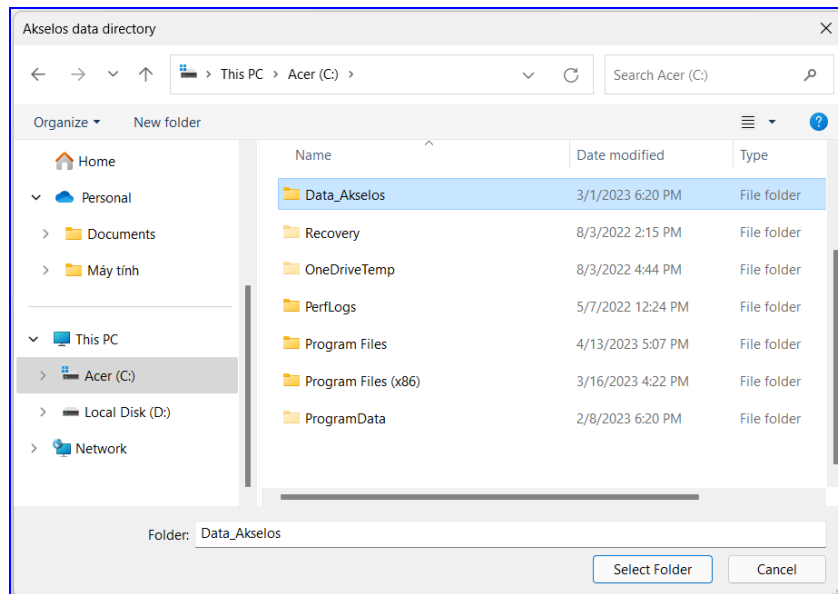 Akselos data directory
This PC > Acer (C:) >
Search Acer (C:)
Organize
New folder
?
Name
Date modified
Type
Home
Personal
Documents
Máy tính
This PC
Acer (C:)
Local Disk (D:)
Network
Data_Akselos 3/1/2023 6:20 PM File folder
Recovery 8/3/2022 2:15 PM File folder
OneDriveTemp 8/3/2022 4:44 PM File folder
PerfLogs 5/7/2022 12:24 PM File folder
Program Files 4/13/2023 5:07 PM File folder
Program Files (x86) 3/16/2023 4:22 PM File folder
ProgramData 2/8/2023 6:20 PM File folder
Folder: Data_Akselos
Select Folder
Cancel